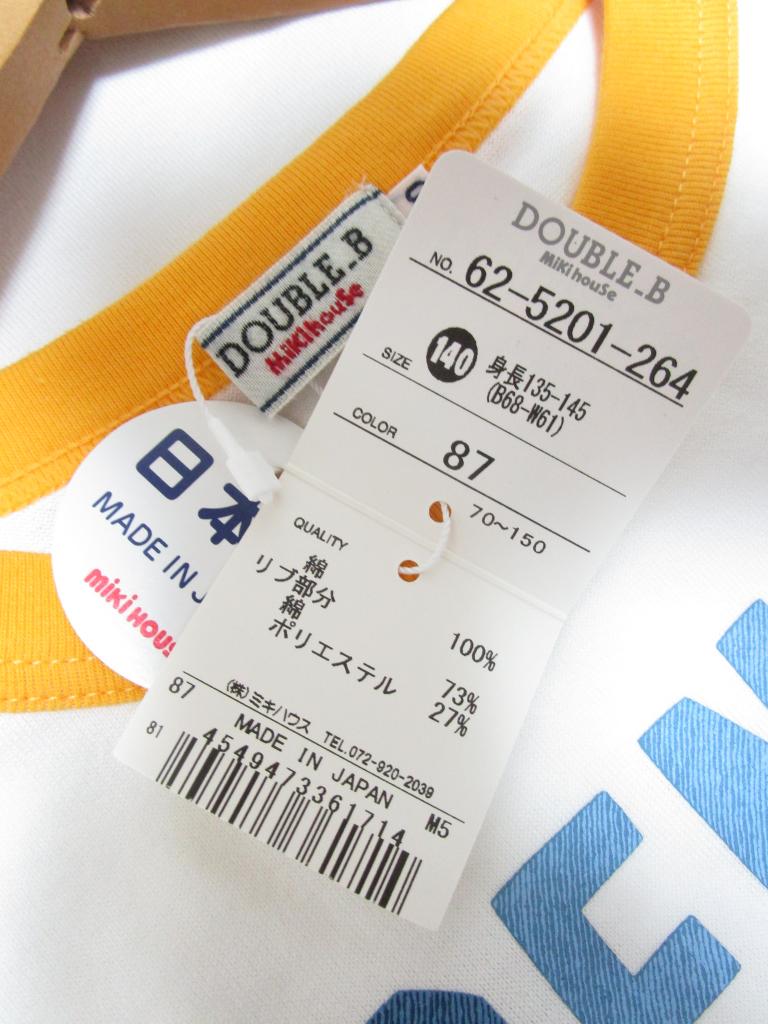 DOUBLE_B
MiKiHOUSE
DOUBLE_B
MiKihouSe
NO. 62-5201-264
SIZE 140 身長135-145
(B68-W61)
COLOR 87
70〜150
QUALITY
綿 100%
リブ部分
綿 73%
ポリエステル 27%
87 (株)ミキハウス TEL.072-920-2039
81 MADE IN JAPAN M5
4549473361714
日本
MADE IN J
miKiHOUS